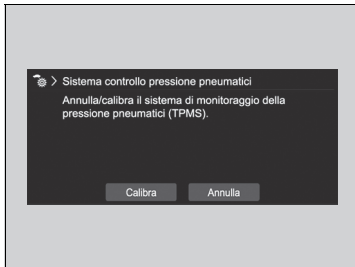 > Sistema controllo pressione pneumatici
Annulla/calibra il sistema di monitoraggio della
pressione pneumatici (TPMS).
Calibra Annulla